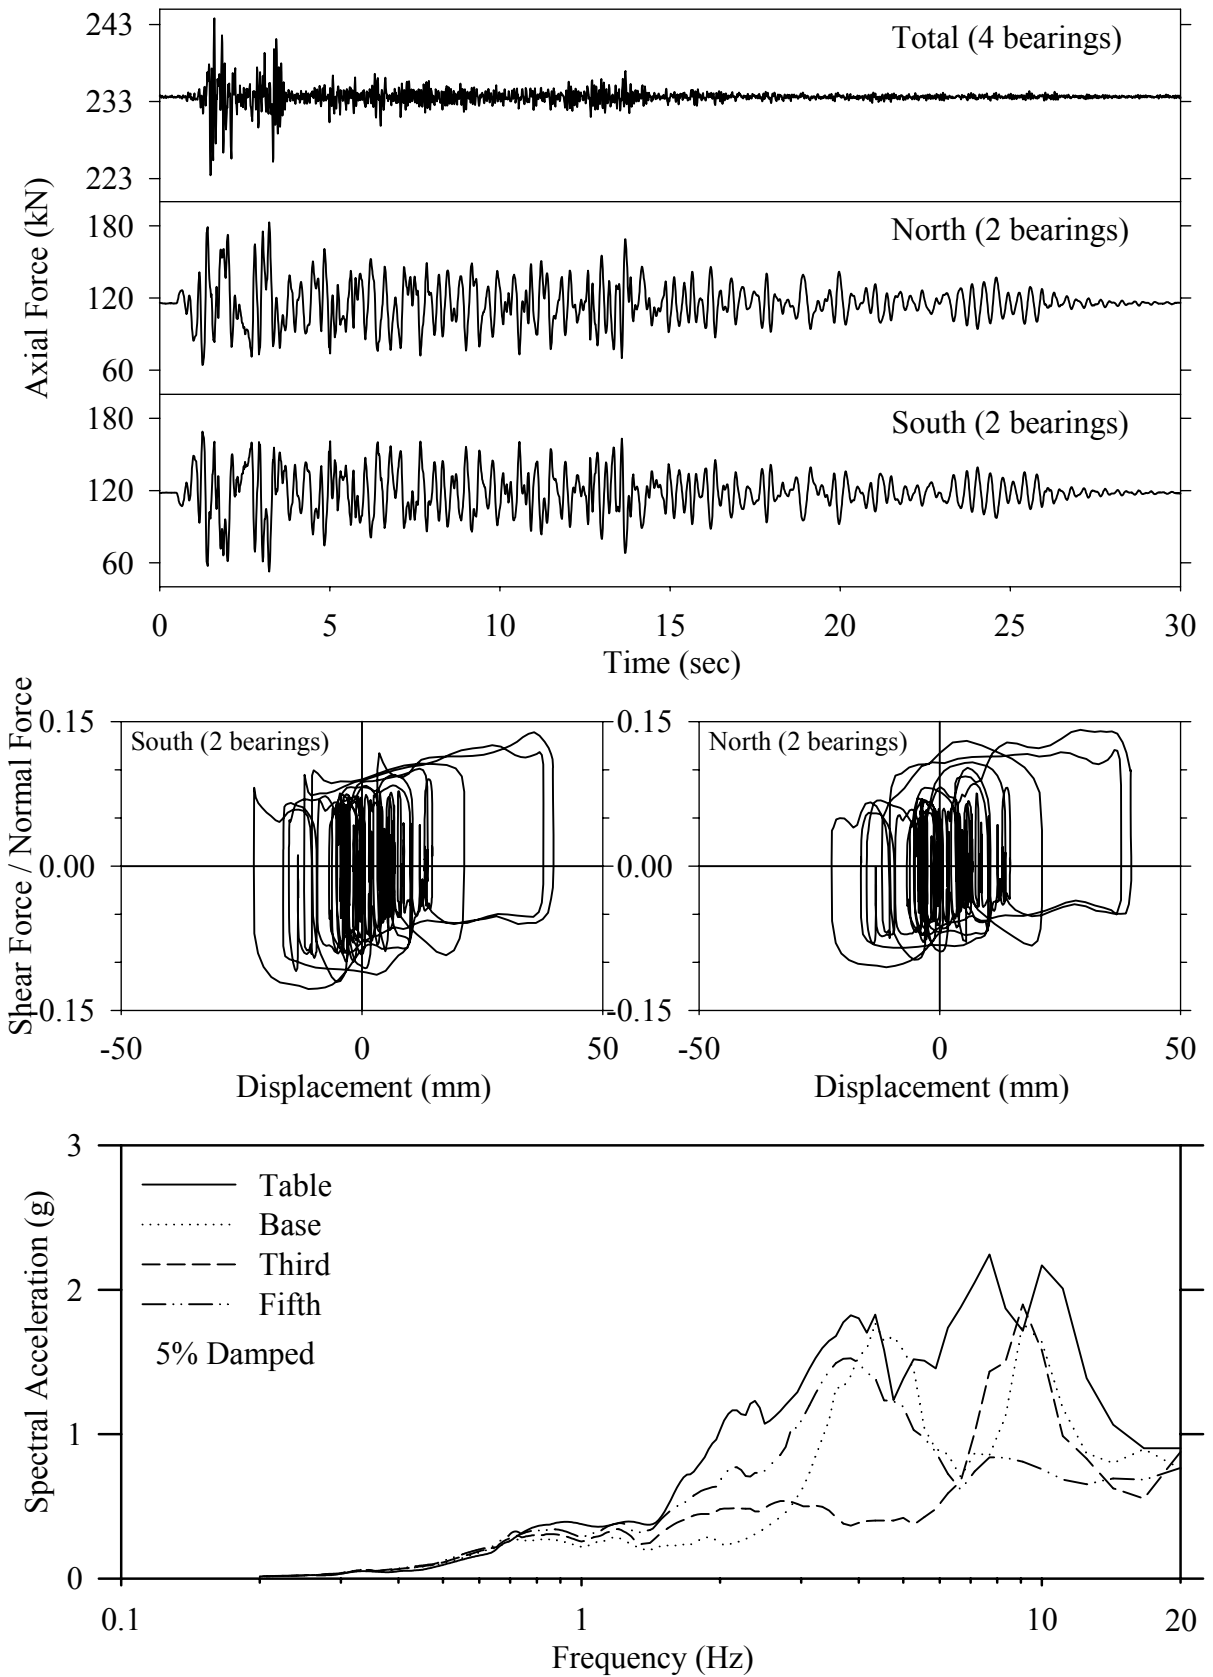 Axial Force (kN)
243
233
223
Total (4 bearings)
180
120
60
North (2 bearings)
180
120
60
South (2 bearings)
0 5 10 15 20 25 30
Time (sec)
Shear Force / Normal Force
0.15
0.00
-0.15
South (2 bearings)
-50 0 50
Displacement (mm)
0.15
0.00
-0.15
North (2 bearings)
-50 0 50
Displacement (mm)
Spectral Acceleration (g)
3
2
1
0
Table
Base
Third
Fifth
5% Damped
0.1 1 10 20
Frequency (Hz)